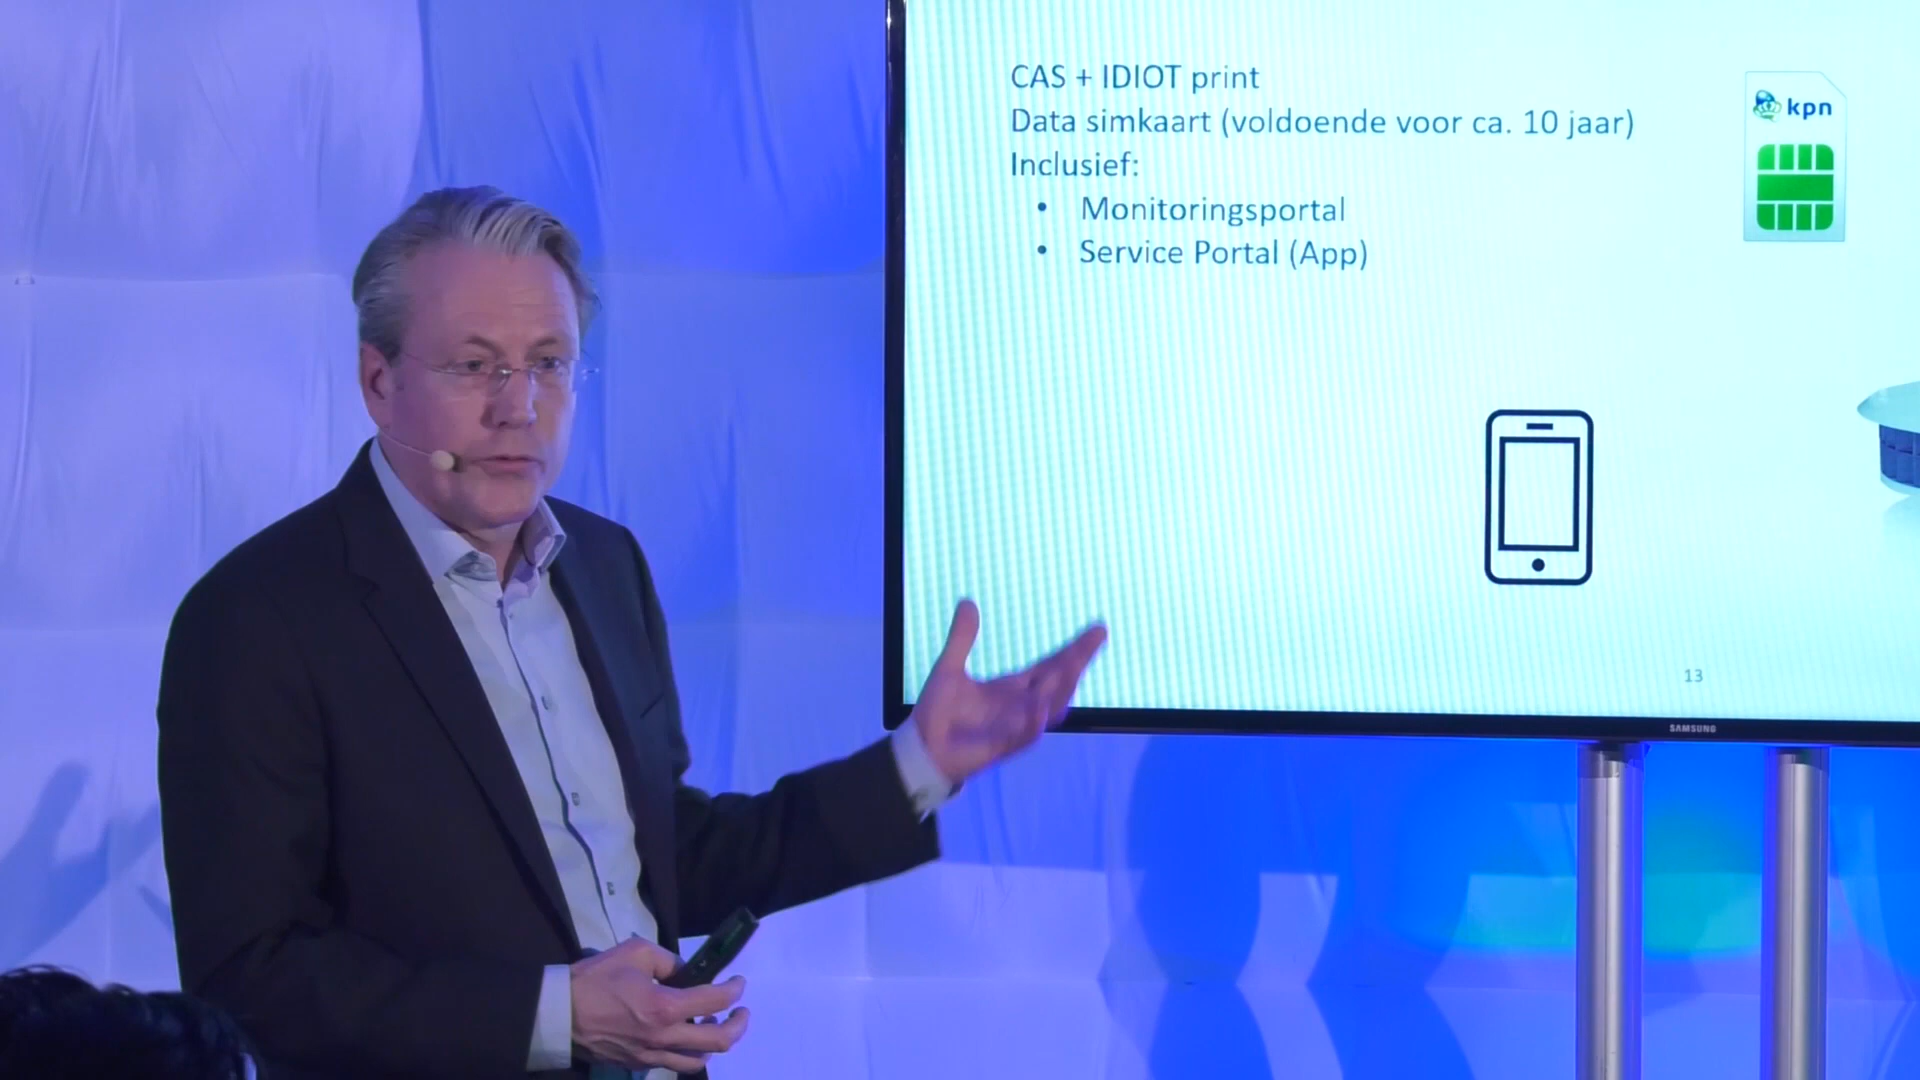 CAS + IDIOT print
Data simkaart (voldoende voor ca. 10 jaar)
Inclusief:
• Monitoringsportal
• Service Portal (App)
kpn
13
SAMSUNG